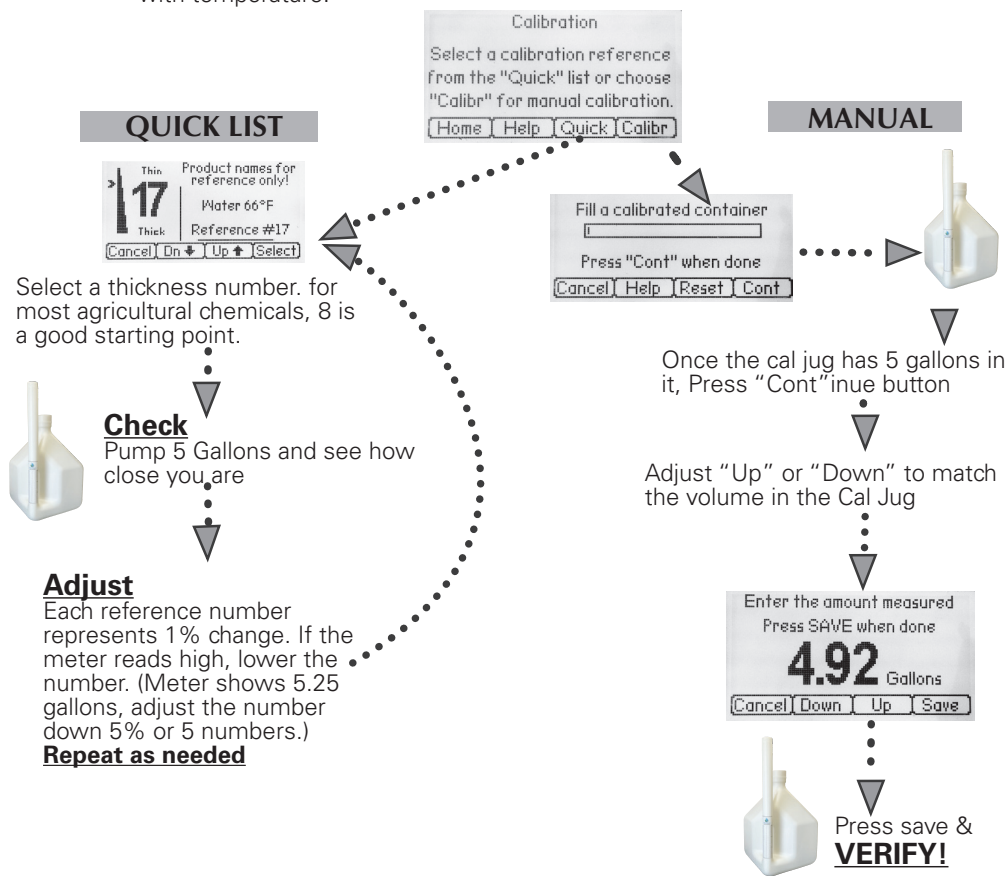 with temperature.
Calibration
Select a calibration reference
from the "Quick" list or choose
"Calibr" for manual calibration.
Home Help Quick Calibr
QUICK LIST
Thin
17
Thick
Product names for
reference only!
Water 66°F
Reference #17
Cancel Dn Up Select
Select a thickness number. for
most agricultural chemicals, 8 is
a good starting point.
Check
Pump 5 Gallons and see how
close you are
Adjust
Each reference number
represents 1% change. If the
meter reads high, lower the
number. (Meter shows 5.25
gallons, adjust the number
down 5% or 5 numbers.)
Repeat as needed
MANUAL
Fill a calibrated container
Press "Cont" when done
Cancel Help Reset Cont
Once the cal jug has 5 gallons in
it, Press “Cont”inue button
Adjust “Up” or “Down” to match
the volume in the Cal Jug
Enter the amount measured
Press SAVE when done
4.92 Gallons
Cancel Down Up Save
Press save &
VERIFY!